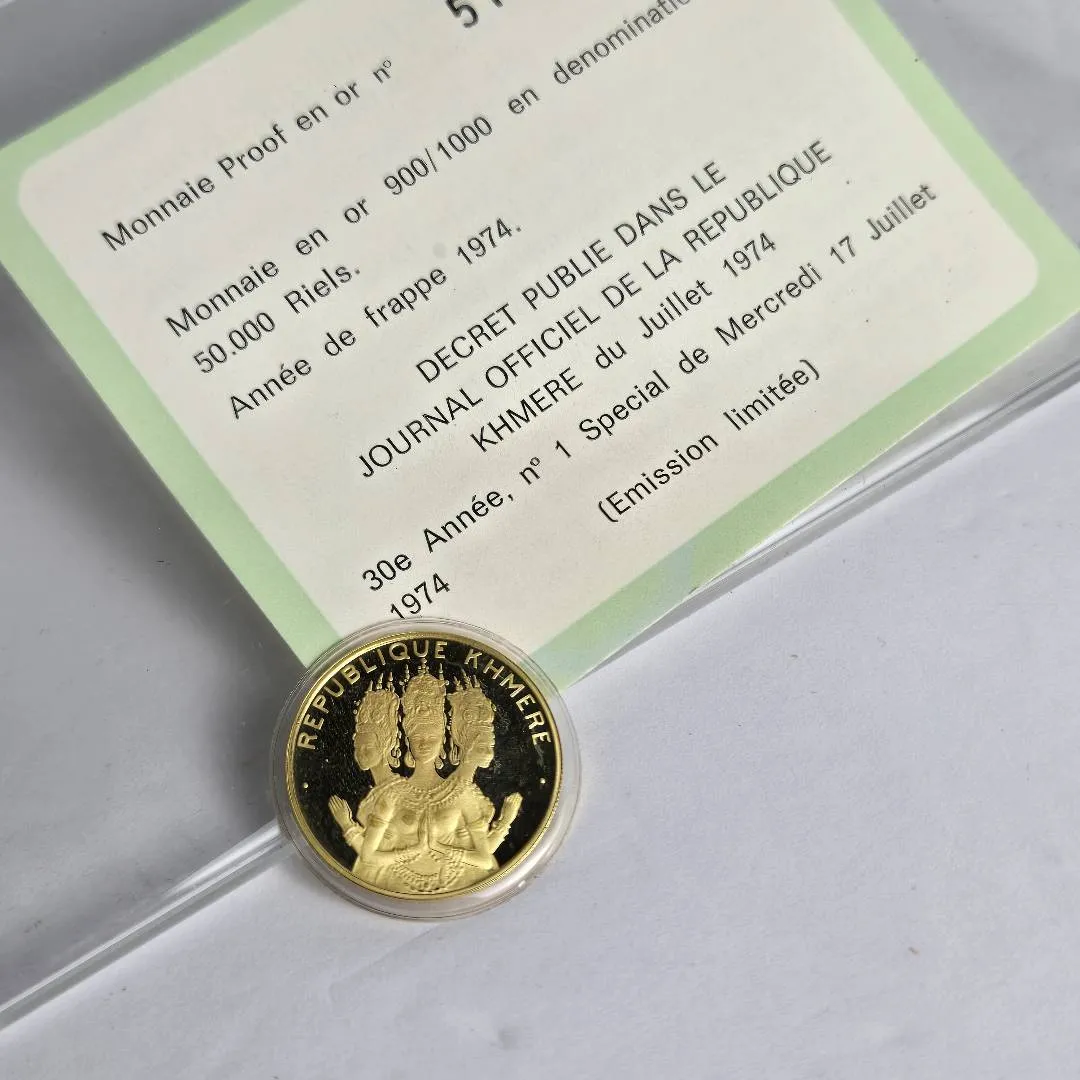 Monnaie Proof en or nº
Monnaie en or 900/1000 en
50.000 Riels.
Année de frappe 1974.
DECRET PUBLIE DANS LE
JOURNAL OFFICIEL DE LA REPUBLIQUE
KHMERE du Juillet 1974
30e Année, nº 1 Special de Mercredi 17 Juillet
1974
(Emission limitée)
REPUBLIQUE KHMERE